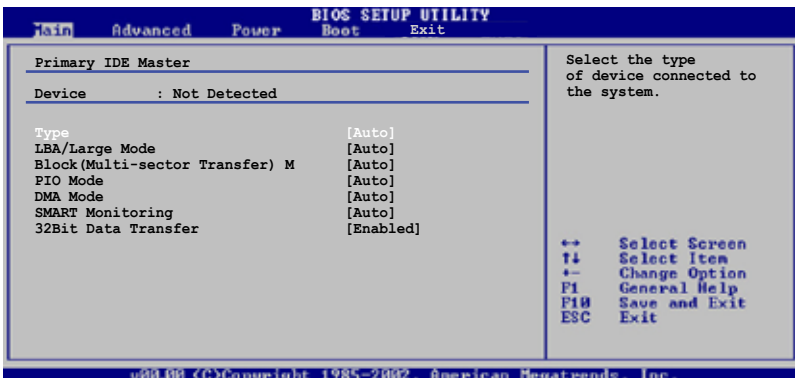 BIOS SETUP UTILITY
Main Advanced Power Boot Exit
Primary IDE Master
Device : Not Detected
Type [Auto]
LBA/Large Mode [Auto]
Block(Multi-sector Transfer) M [Auto]
PIO Mode [Auto]
DMA Mode [Auto]
SMART Monitoring [Auto]
32Bit Data Transfer [Enabled]
Select the type
of device connected to
the system.
↔ Select Screen
↑↓ Select Item
+- Change Option
F1 General Help
F10 Save and Exit
ESC Exit
v00.00 (C)Copyright 1985-2002, American Megatrends, Inc.